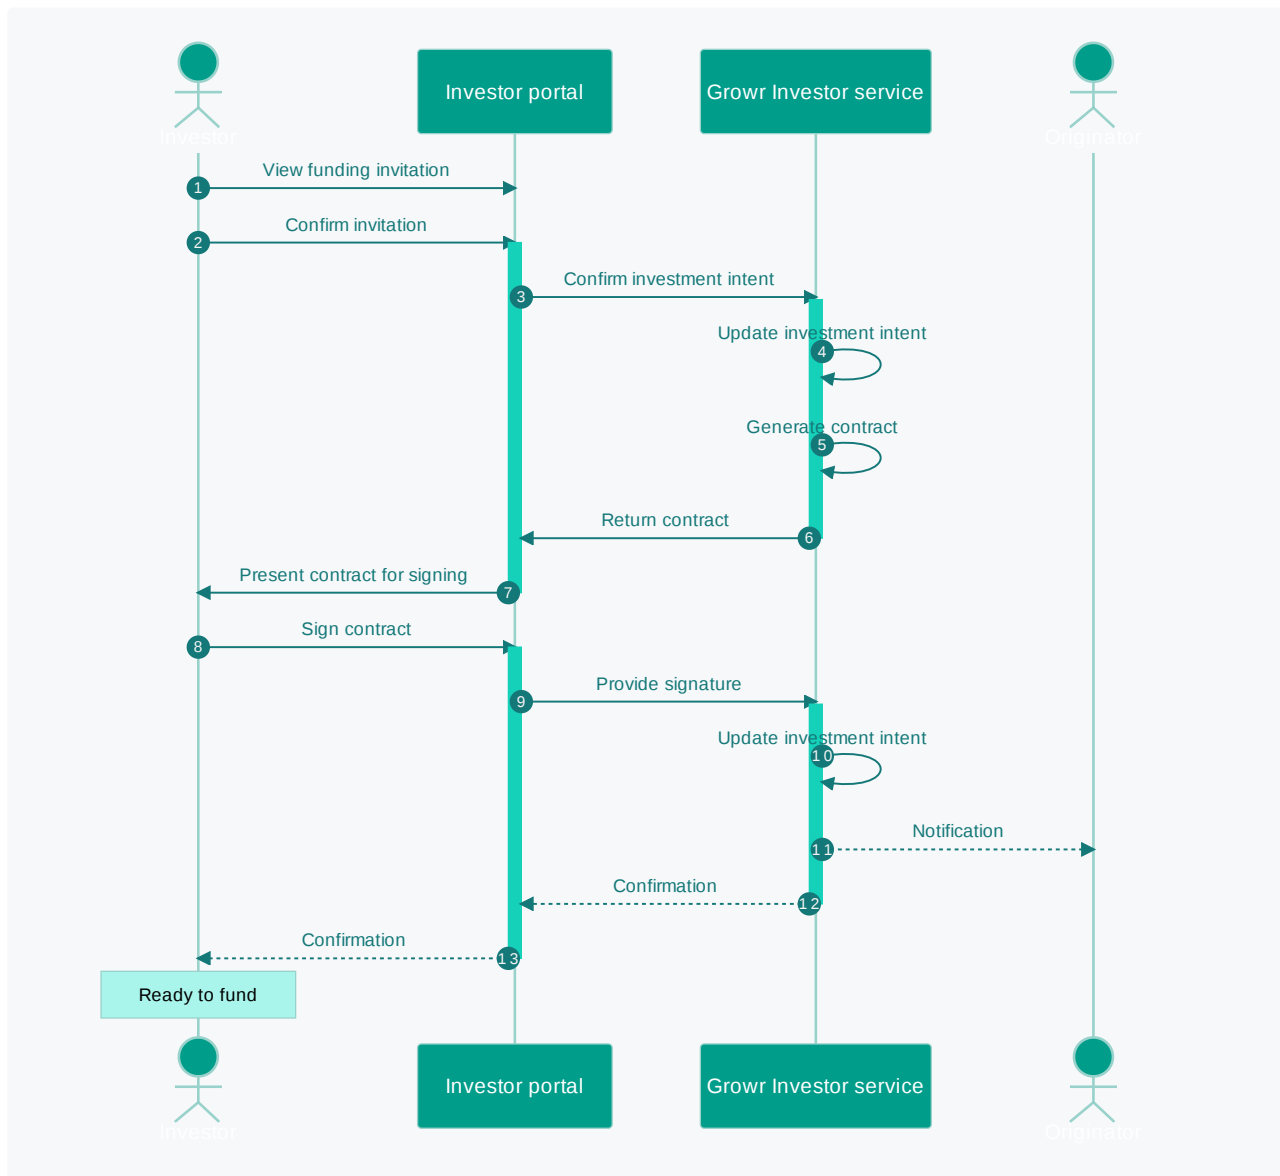 Investor
Investor portal
Growr Investor service
Originator
View funding invitation
1
Confirm invitation
2
Confirm investment intent
3
Update investment intent
4
Generate contract
5
Return contract
6
Present contract for signing
7
Sign contract
8
Provide signature
9
Update investment intent
10
Notification
11
Confirmation
12
Confirmation
13
Ready to fund
Investor
Investor portal
Growr Investor service
Originator